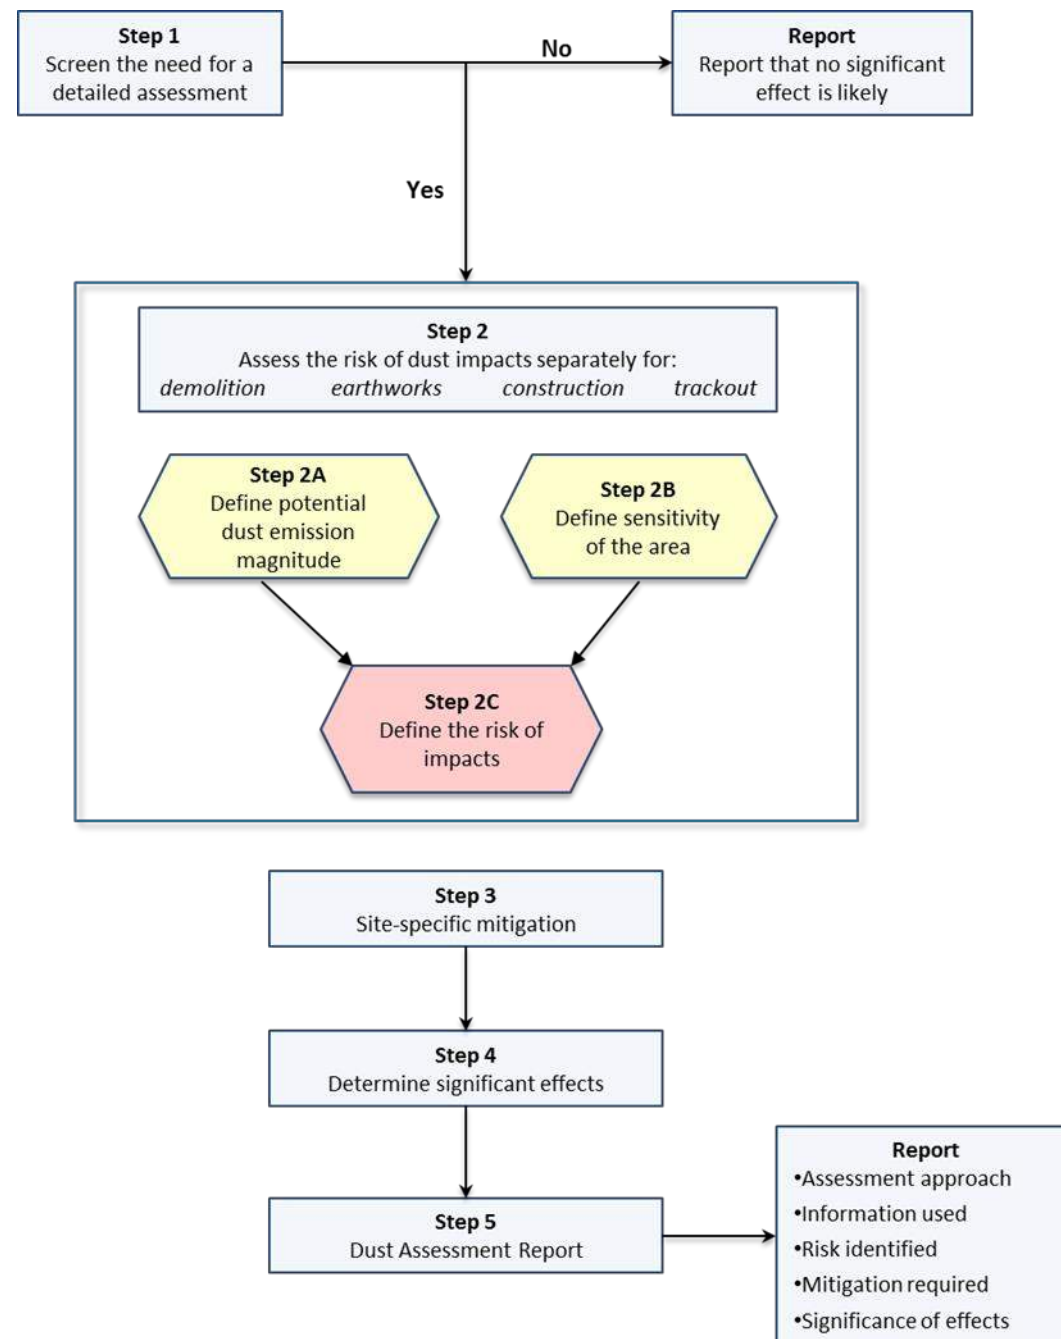 Step 1
Screen the need for a
detailed assessment
No
Report
Report that no significant
effect is likely
Yes
Step 2
Assess the risk of dust impacts separately for:
demolition earthworks construction trackout
Step 2A
Define potential
dust emission
magnitude
Step 2B
Define sensitivity
of the area
Step 2C
Define the risk of
impacts
Step 3
Site-specific mitigation
Step 4
Determine significant effects
Step 5
Dust Assessment Report
Report
•Assessment approach
•Information used
•Risk identified
•Mitigation required
•Significance of effects